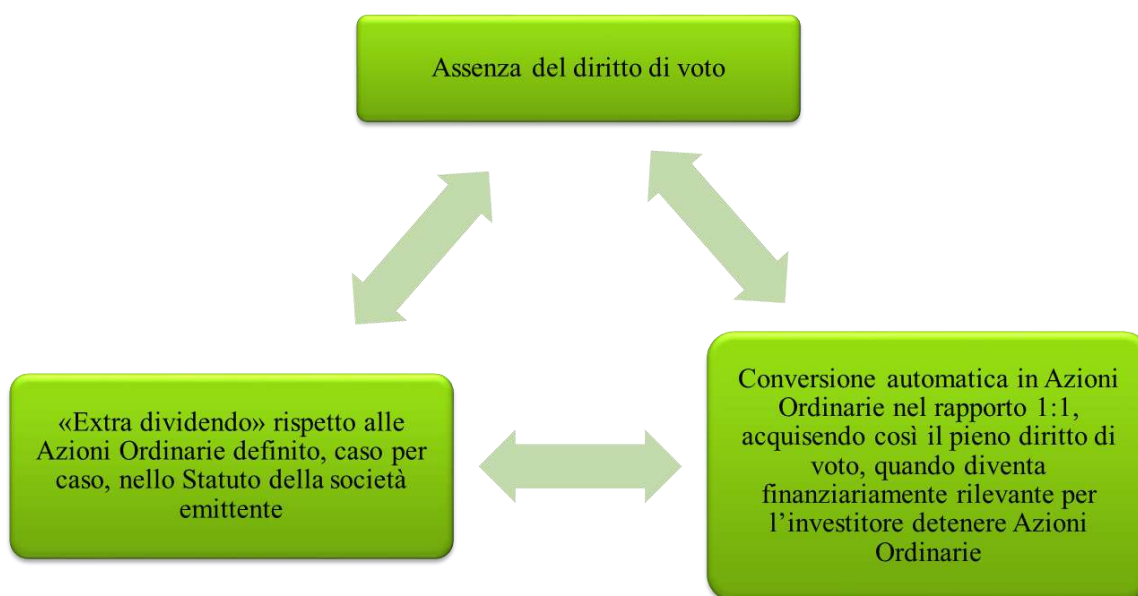 Assenza del diritto di voto
«Extra dividendo» rispetto alle
Azioni Ordinarie definito, caso per
caso, nello Statuto della società
emittente
Conversione automatica in Azioni
Ordinarie nel rapporto 1:1,
acquisendo così il pieno diritto di
voto, quando diventa
finanziariamente rilevante per
l’investitore detenere Azioni
Ordinarie